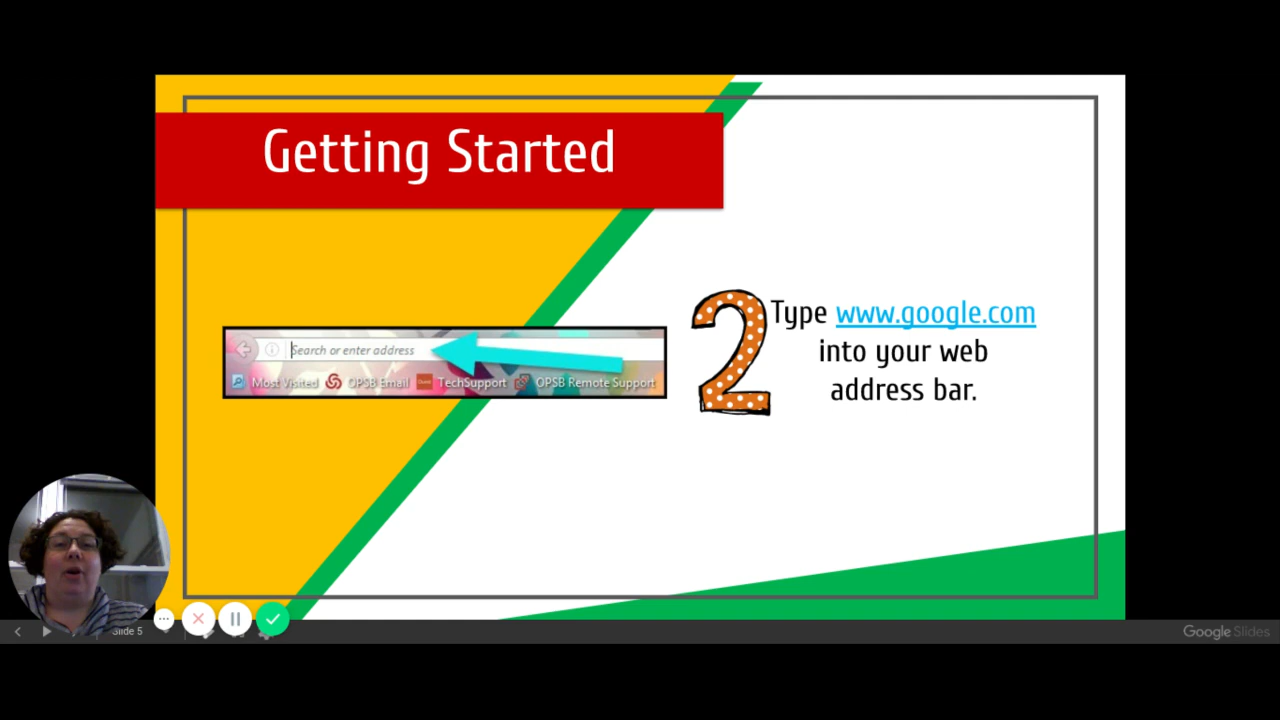 Getting Started
2
Type www.google.com
into your web
address bar.
Search or enter address
Most Visited OPSB Email TechSupport OPSB Remote Support
Slide 5
Google Slides